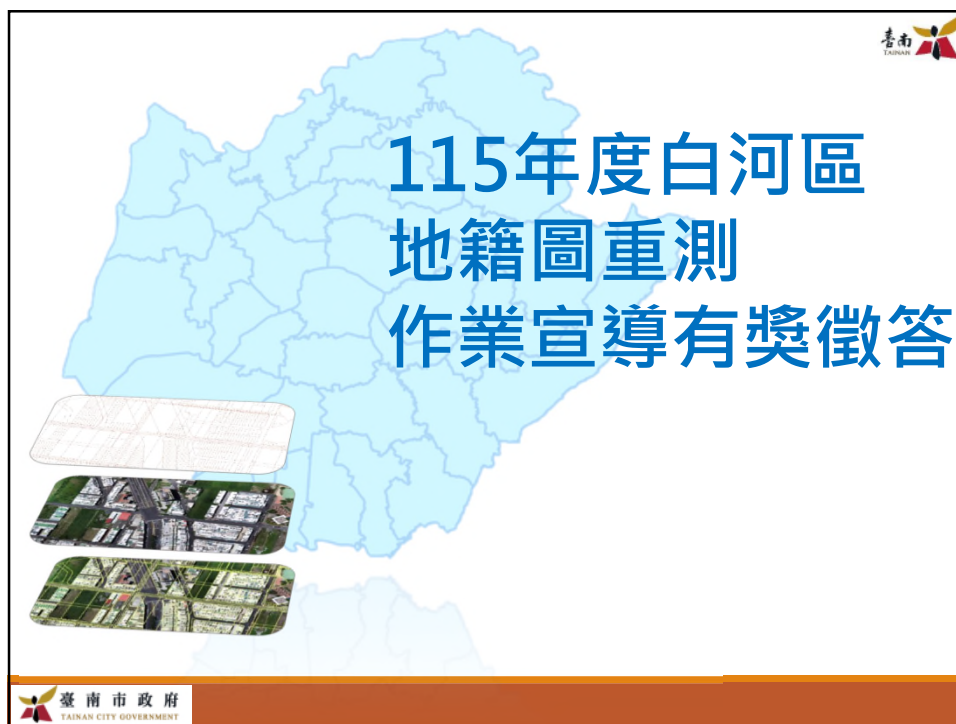 臺南
TAINAN
115年度白河區
地籍圖重測
作業宣導有獎徵答
臺南市政府
TAINAN CITY GOVERNMENT